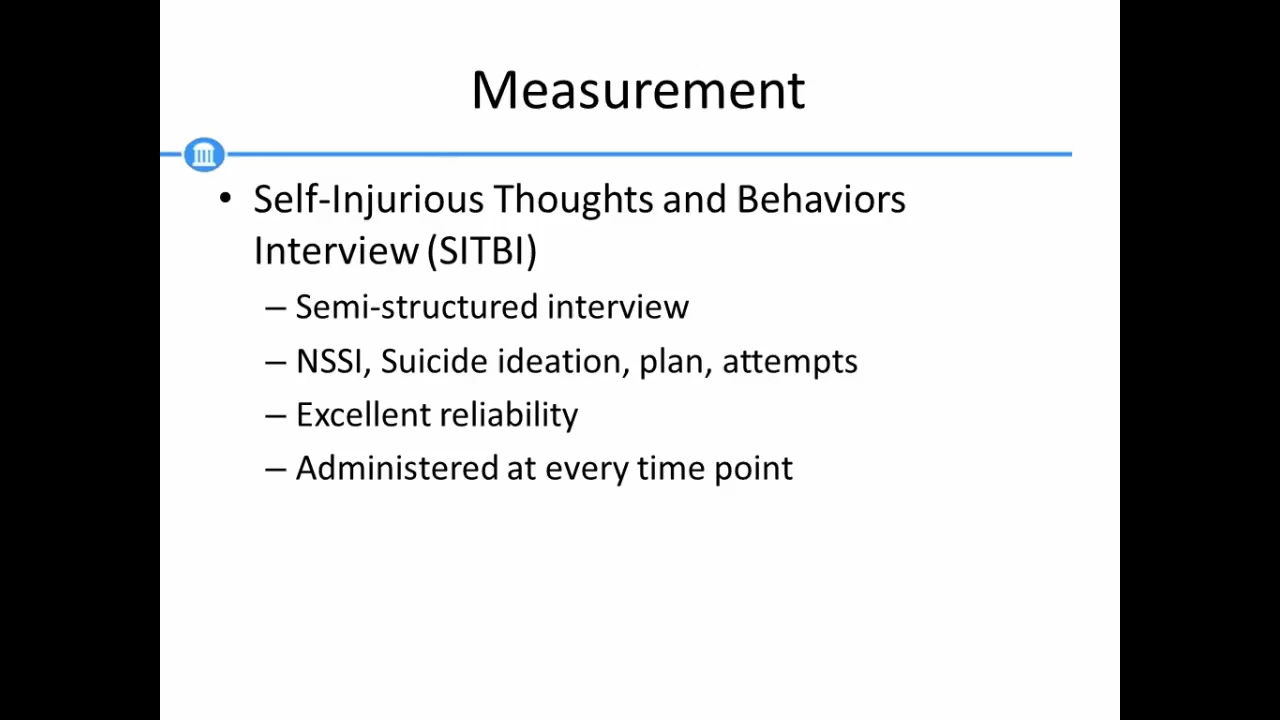 Measurement
• Self-Injurious Thoughts and Behaviors
Interview (SITBI)
– Semi-structured interview
– NSSI, Suicide ideation, plan, attempts
– Excellent reliability
– Administered at every time point